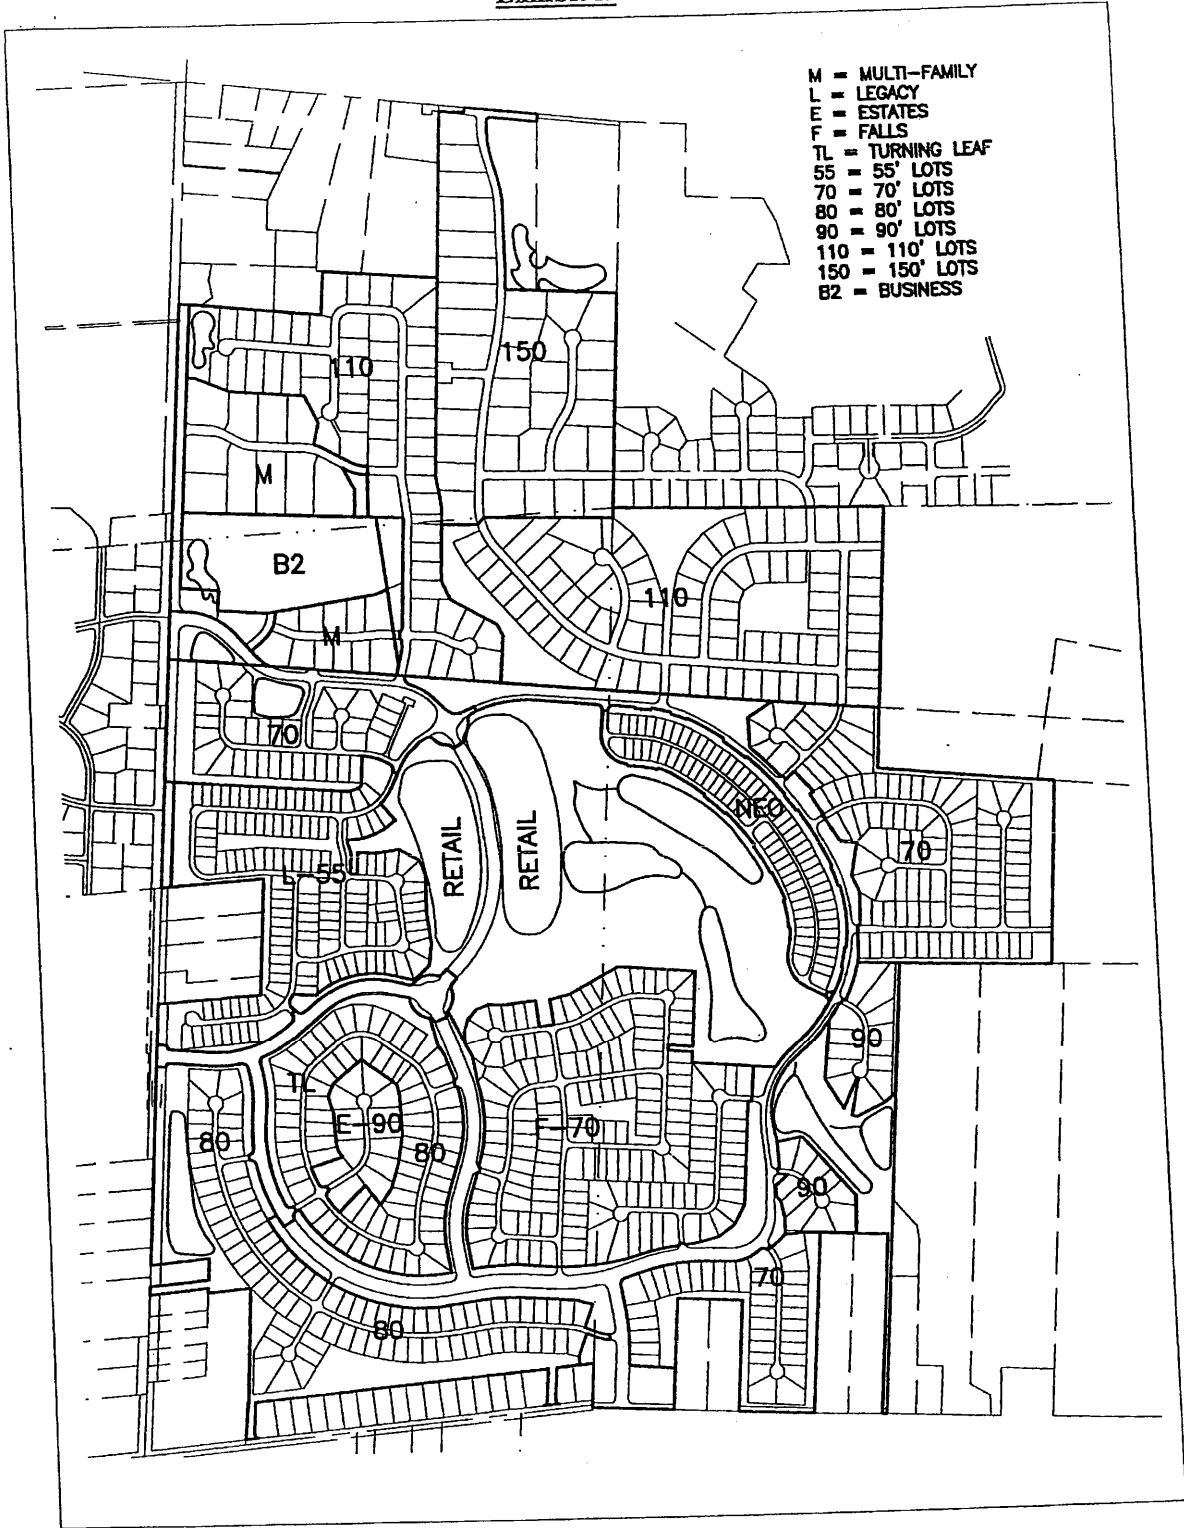 M = MULTI-FAMILY
L = LEGACY
E = ESTATES
F = FALLS
TL = TURNING LEAF
55 = 55' LOTS
70 = 70' LOTS
80 = 80' LOTS
90 = 90' LOTS
110 = 110' LOTS
150 = 150' LOTS
B2 = BUSINESS
150
110
M
B2
110
M
70
NEO
RETAIL
RETAIL
70
L-55
90
TL
E-90
F-70
80
80
90
70
80